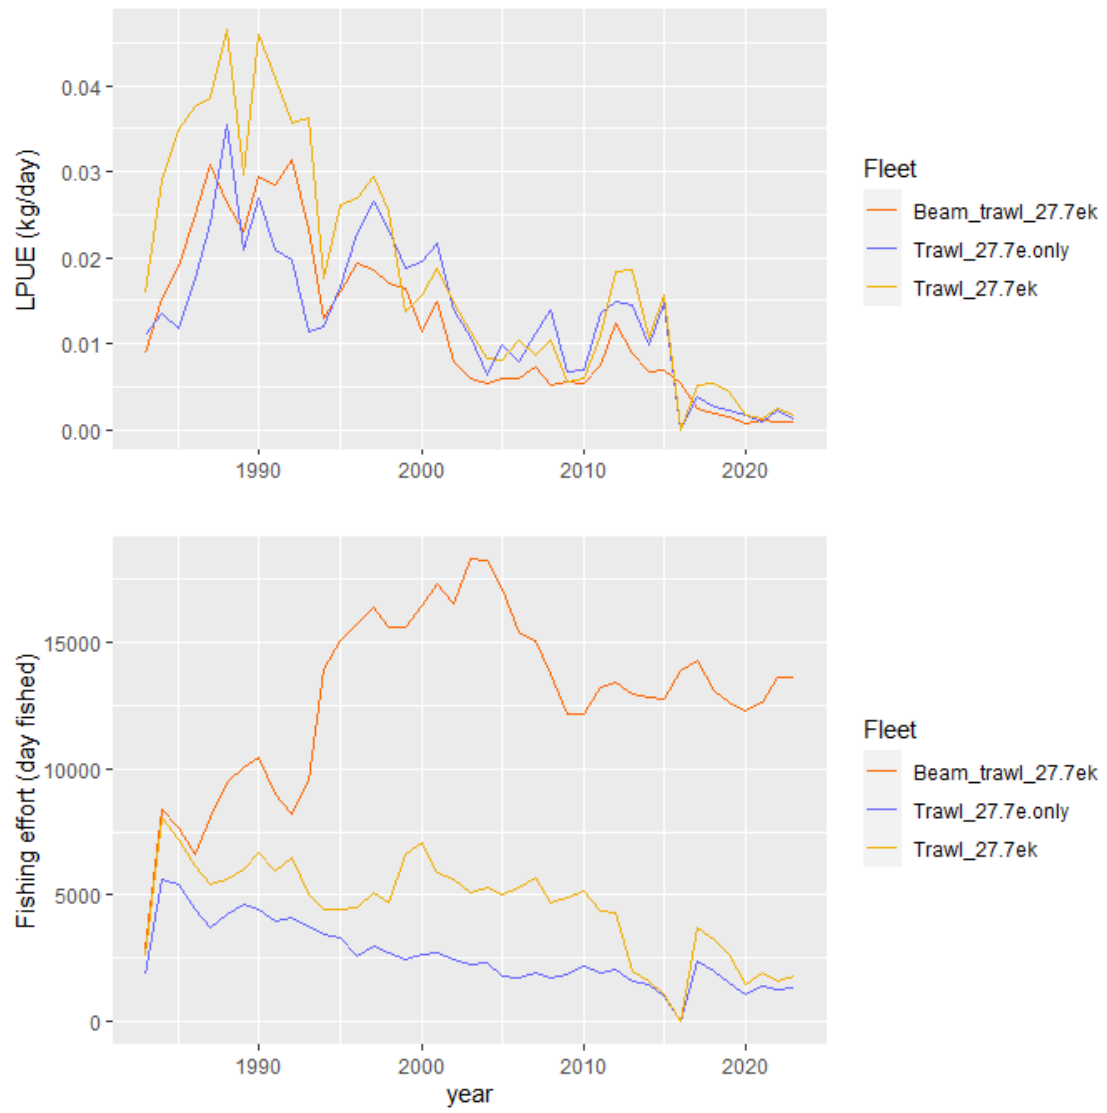 LPUE (kg/day)
0.04
0.03
0.02
0.01
0.00
1990 2000 2010 2020
Fleet
Beam_trawl_27.7ek
Trawl_27.7e.only
Trawl_27.7ek
Fishing effort (day fished)
15000
10000
5000
0
1990 2000 2010 2020
year
Fleet
Beam_trawl_27.7ek
Trawl_27.7e.only
Trawl_27.7ek